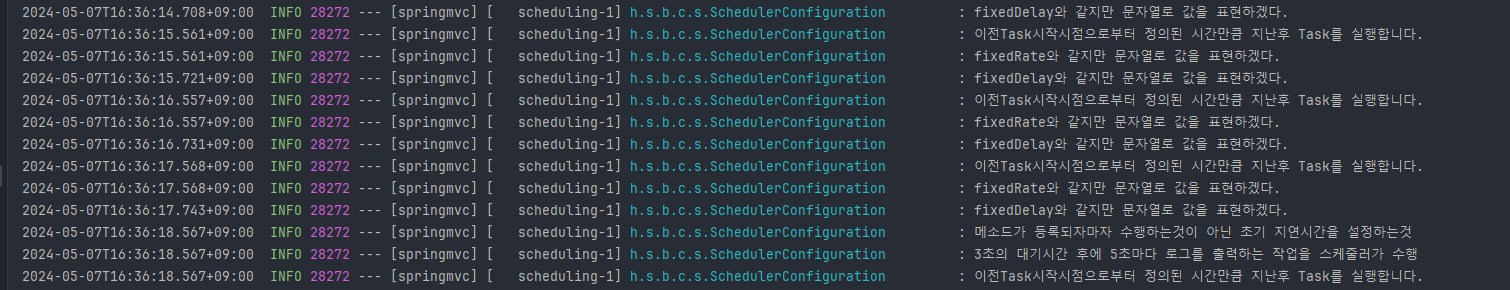 2024-05-07T16:36:14.708+09:00  INFO 28272 --- [springmvc] [   scheduling-1] h.s.b.c.s.SchedulerConfiguration         : fixedDelay와 같지만 문자열로 값을 표현하겠다.
2024-05-07T16:36:15.561+09:00  INFO 28272 --- [springmvc] [   scheduling-1] h.s.b.c.s.SchedulerConfiguration         : 이전Task시작시점으로부터 정의된 시간만큼 지난후 Task를 실행합니다.
2024-05-07T16:36:15.561+09:00  INFO 28272 --- [springmvc] [   scheduling-1] h.s.b.c.s.SchedulerConfiguration         : fixedRate와 같지만 문자열로 값을 표현하겠다.
2024-05-07T16:36:15.721+09:00  INFO 28272 --- [springmvc] [   scheduling-1] h.s.b.c.s.SchedulerConfiguration         : fixedDelay와 같지만 문자열로 값을 표현하겠다.
2024-05-07T16:36:16.557+09:00  INFO 28272 --- [springmvc] [   scheduling-1] h.s.b.c.s.SchedulerConfiguration         : 이전Task시작시점으로부터 정의된 시간만큼 지난후 Task를 실행합니다.
2024-05-07T16:36:16.557+09:00  INFO 28272 --- [springmvc] [   scheduling-1] h.s.b.c.s.SchedulerConfiguration         : fixedRate와 같지만 문자열로 값을 표현하겠다.
2024-05-07T16:36:16.731+09:00  INFO 28272 --- [springmvc] [   scheduling-1] h.s.b.c.s.SchedulerConfiguration         : fixedDelay와 같지만 문자열로 값을 표현하겠다.
2024-05-07T16:36:17.568+09:00  INFO 28272 --- [springmvc] [   scheduling-1] h.s.b.c.s.SchedulerConfiguration         : 이전Task시작시점으로부터 정의된 시간만큼 지난후 Task를 실행합니다.
2024-05-07T16:36:17.568+09:00  INFO 28272 --- [springmvc] [   scheduling-1] h.s.b.c.s.SchedulerConfiguration         : fixedRate와 같지만 문자열로 값을 표현하겠다.
2024-05-07T16:36:17.743+09:00  INFO 28272 --- [springmvc] [   scheduling-1] h.s.b.c.s.SchedulerConfiguration         : fixedDelay와 같지만 문자열로 값을 표현하겠다.
2024-05-07T16:36:18.567+09:00  INFO 28272 --- [springmvc] [   scheduling-1] h.s.b.c.s.SchedulerConfiguration         : 메소드가 등록되자마자 수행하는것이 아닌 초기 지연시간을 설정하는것
2024-05-07T16:36:18.567+09:00  INFO 28272 --- [springmvc] [   scheduling-1] h.s.b.c.s.SchedulerConfiguration         : 3초의 대기시간 후에 5초마다 로그를 출력하는 작업을 스케줄러가 수행
2024-05-07T16:36:18.567+09:00  INFO 28272 --- [springmvc] [   scheduling-1] h.s.b.c.s.SchedulerConfiguration         : 이전Task시작시점으로부터 정의된 시간만큼 지난후 Task를 실행합니다.